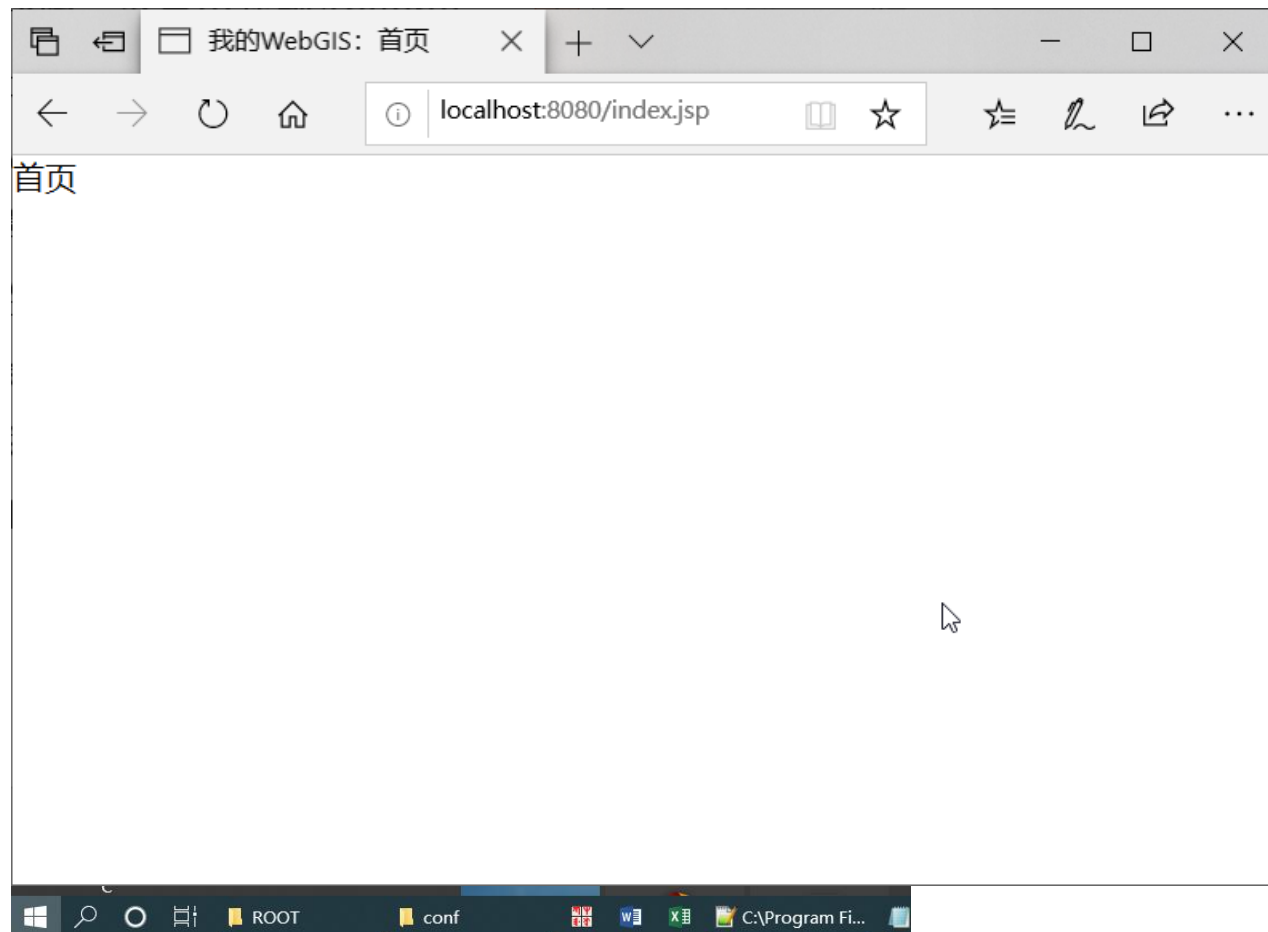 我的WebGIS：首页
localhost:8080/index.jsp
首页
ROOT
conf
C:\Program Fi...